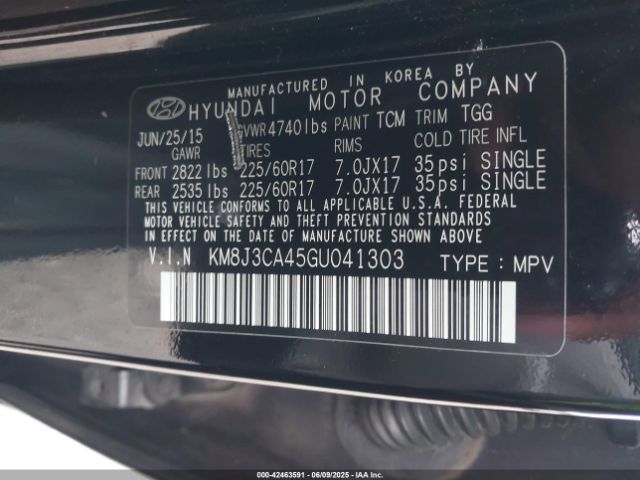 MANUFACTURED IN KOREA BY
HYUNDAI MOTOR COMPANY
JUN/25/15 GVWR 4740 lbs PAINT TCM TRIM TGG
GAWR TIRES RIMS COLD TIRE INFL
FRONT 2822 lbs 225/60R17 7.0JX17 35psi SINGLE
REAR 2535 lbs 225/60R17 7.0JX17 35psi SINGLE
THIS VEHICLE CONFORMS TO ALL APPLICABLE U.S.A. FEDERAL
MOTOR VEHICLE SAFETY AND THEFT PREVENTION STANDARDS
IN EFFECT ON THE DATE OF MANUFACTURE SHOWN ABOVE
V.I.N KM8J3CA45GU041303 TYPE : MPV
000-42463591 - 06/09/2025 - IAA Inc.